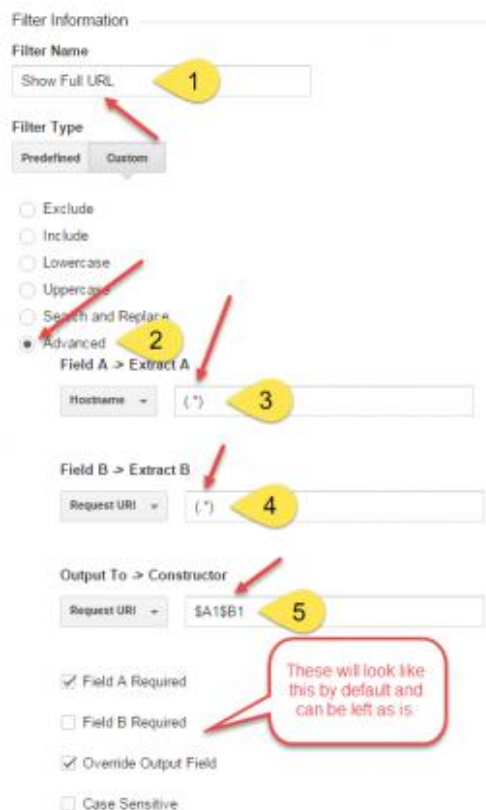 Filter Information
Filter Name
Show Full URL
1
Filter Type
Predefined Custom
Exclude
Include
Lowercase
Uppercase
Search and Replace
Advanced
2
Field A -> Extract A
Hostname (.*)
3
Field B -> Extract B
Request URI (.*)
4
Output To -> Constructor
Request URI $A1$B1
5
These will look like
this by default and
can be left as is.
Field A Required
Field B Required
Override Output Field
Case Sensitive